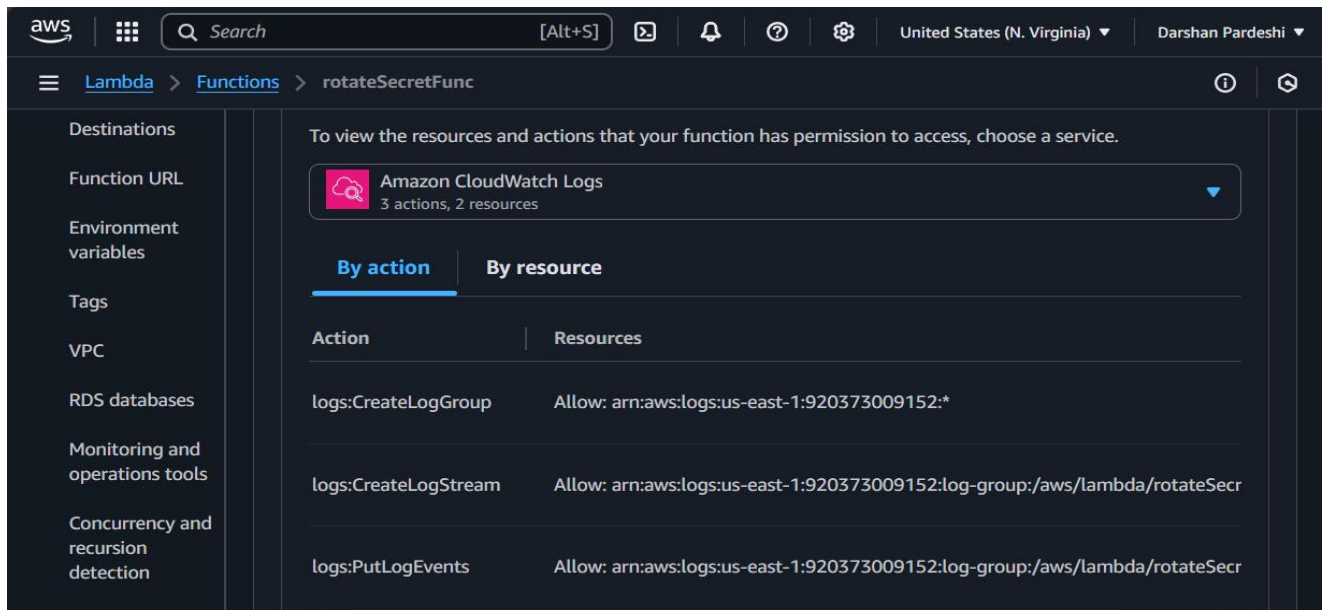 aws
Search [Alt+S] United States (N. Virginia) Darshan Pardeshi
Lambda > Functions > rotateSecretFunc
Destinations
Function URL
Environment
variables
Tags
VPC
RDS databases
Monitoring and
operations tools
Concurrency and
recursion
detection
To view the resources and actions that your function has permission to access, choose a service.
Amazon CloudWatch Logs
3 actions, 2 resources
By action By resource
Action Resources
logs:CreateLogGroup Allow: arn:aws:logs:us-east-1:920373009152:*
logs:CreateLogStream Allow: arn:aws:logs:us-east-1:920373009152:log-group:/aws/lambda/rotateSecr
logs:PutLogEvents Allow: arn:aws:logs:us-east-1:920373009152:log-group:/aws/lambda/rotateSecr